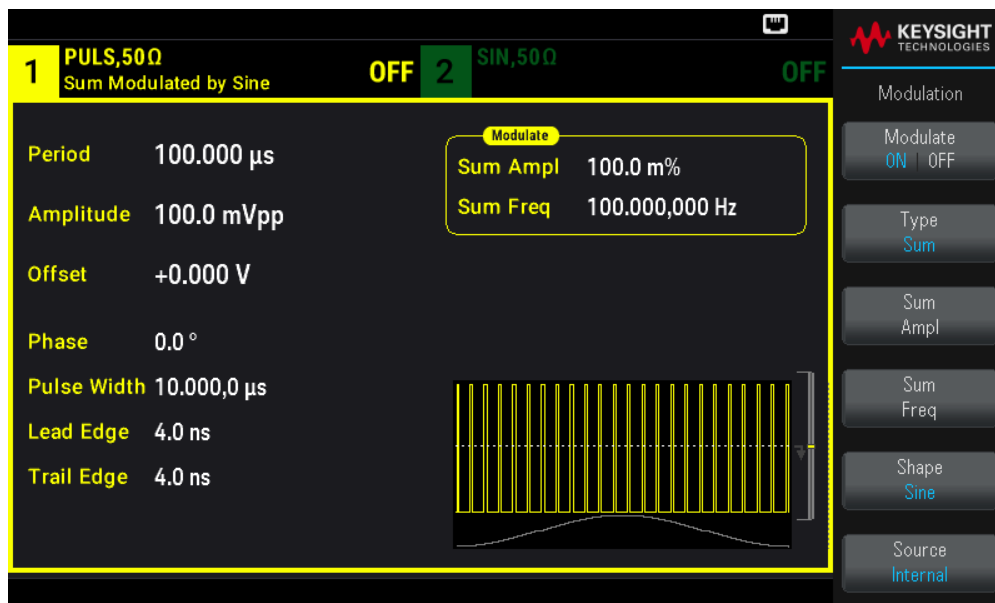 KEYSIGHT
TECHNOLOGIES
1
PULS,50Ω
Sum Modulated by Sine
OFF
2
SIN,50Ω
OFF
Modulation
Period 100.000 µs
Amplitude 100.0 mVpp
Offset +0.000 V
Phase 0.0 °
Pulse Width 10.000,0 µs
Lead Edge 4.0 ns
Trail Edge 4.0 ns
Modulate
Sum Ampl 100.0 m%
Sum Freq 100.000,000 Hz
Modulate
ON | OFF
Type
Sum
Sum
Ampl
Sum
Freq
Shape
Sine
Source
Internal